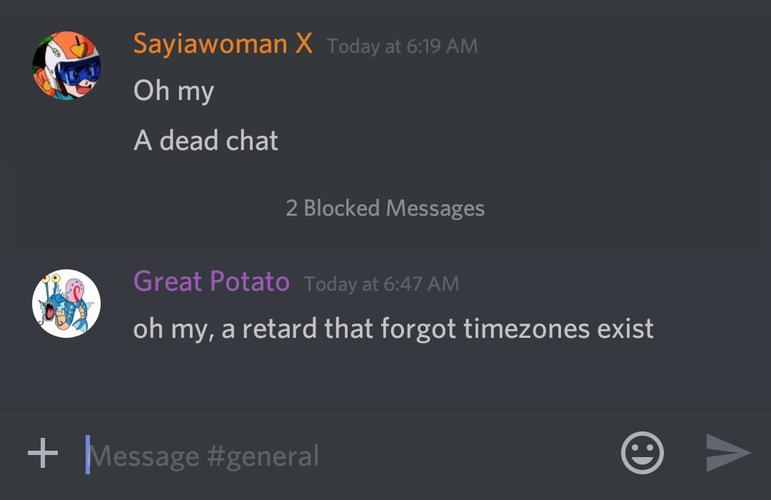 Sayiawoman X Today at 6:19 AM
Oh my
A dead chat
2 Blocked Messages
Great Potato Today at 6:47 AM
oh my, a retard that forgot timezones exist
Message #general